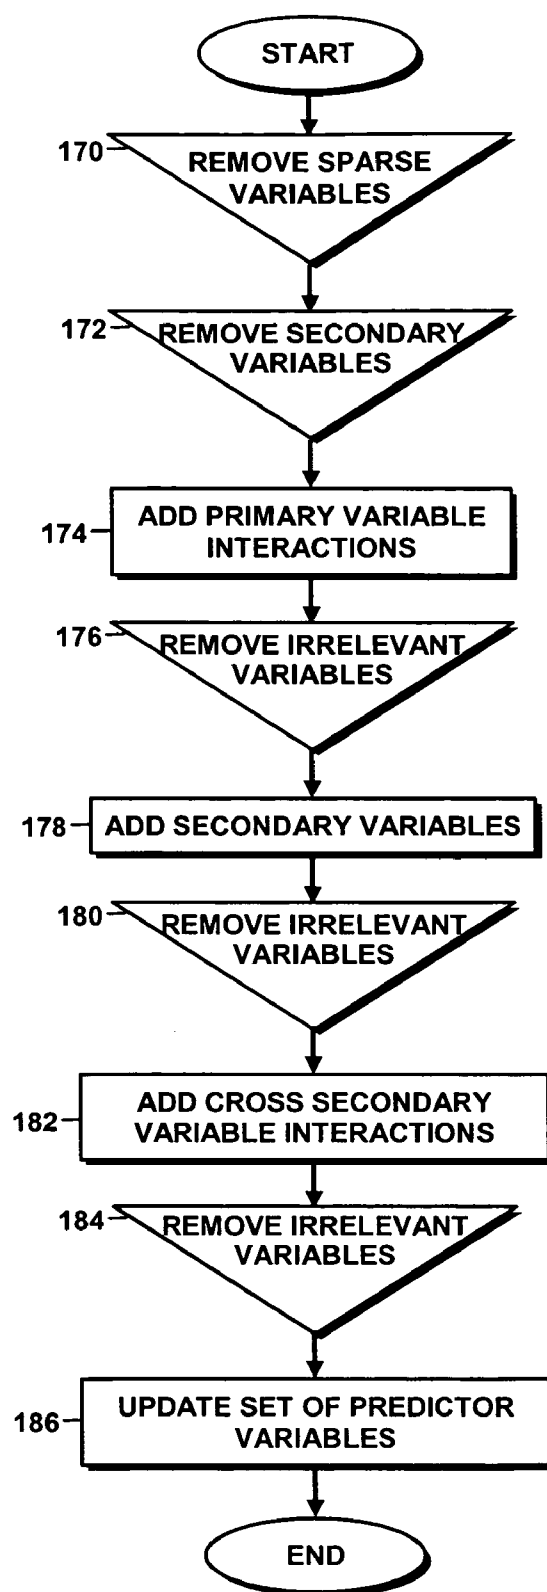 START
170
REMOVE SPARSE
VARIABLES
172
REMOVE SECONDARY
VARIABLES
174
ADD PRIMARY VARIABLE
INTERACTIONS
176
REMOVE IRRELEVANT
VARIABLES
178
ADD SECONDARY VARIABLES
180
REMOVE IRRELEVANT
VARIABLES
182
ADD CROSS SECONDARY
VARIABLE INTERACTIONS
184
REMOVE IRRELEVANT
VARIABLES
186
UPDATE SET OF PREDICTOR
VARIABLES
END